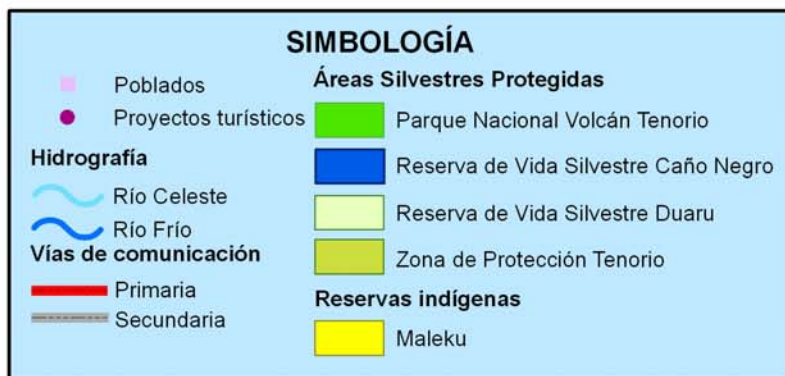 SIMBOLOGÍA
Poblados
Proyectos turísticos
Hidrografía
Río Celeste
Río Frío
Vías de comunicación
Primaria
Secundaria
Áreas Silvestres Protegidas
Parque Nacional Volcán Tenorio
Reserva de Vida Silvestre Caño Negro
Reserva de Vida Silvestre Duaru
Zona de Protección Tenorio
Reservas indígenas
Maleku